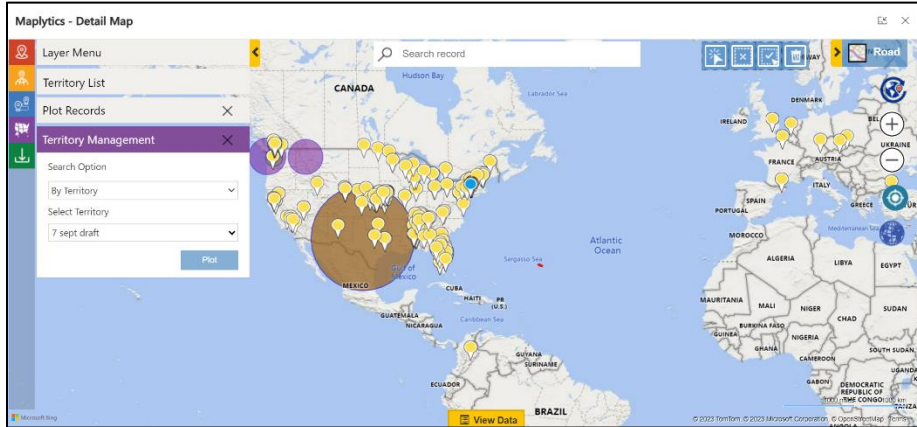 Maplytics - Detail Map
Layer Menu
Territory List
Plot Records
Territory Management
Search Option
By Territory
Select Territory
7 sept draft
Plot
Search record
Road
Hudson Bay
CANADA
Labrador Sea
DENMARK
IRELAND
UKRAINE
FRANCE
AUSTRIA
ITALY
SPAIN
PORTUGAL
GREECE
Mediterranean Sea
MOROCCO
Atlantic
Ocean
Sargasso Sea
ALGERIA
LIBYA
EGYPT
Gulf of
Mexico
MEXICO
CUBA
HAITI
PR
(U.S.)
GUATEMALA
NICARAGUA
Caribbean Sea
MAURITANIA
MALI
NIGER
CHAD
SUDAN
BURKINA FASO
GUINEA
GHANA
NIGERIA
SOUTH SUDAN
CAMEROON
GUYANA
SURINAME
ECUADOR
BRAZIL
GABON
DEMOCRATIC
REPUBLIC OF
THE CONGO
View Data
Microsoft Bing
© 2023 TomTom © 2023 Microsoft Corporation, © OpenStreetMap